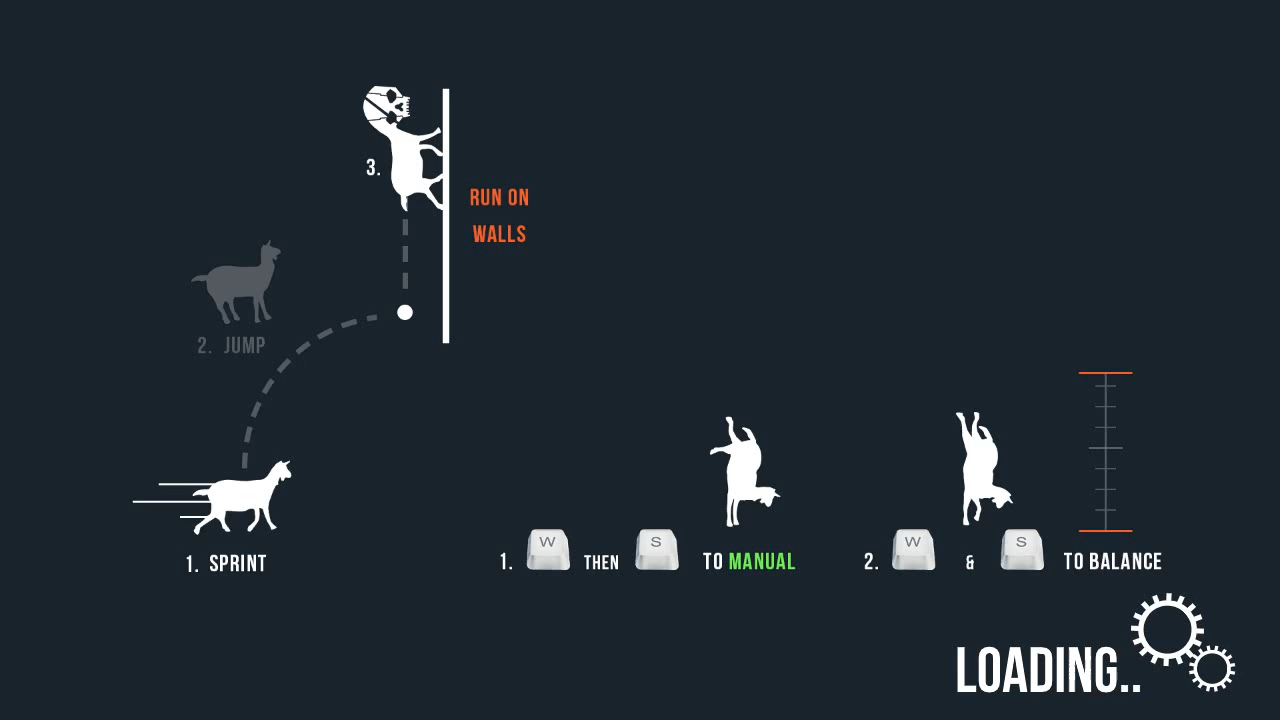 3.
RUN ON
WALLS
2. JUMP
1. SPRINT
1. W THEN S TO MANUAL
2. W & S TO BALANCE
LOADING..